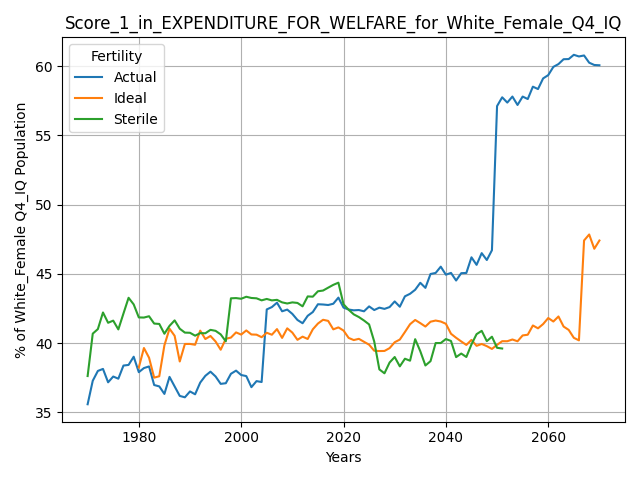 Score_1_in_EXPENDITURE_FOR_WELFARE_for_White_Female_Q4_IQ
Fertility
Actual
Ideal
Sterile
% of White_Female Q4_IQ Population
60
55
50
45
40
35
1980
2000
2020
2040
2060
Years